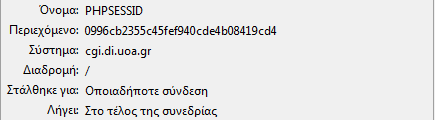 Όνομα: PHPSESSID
Περιεχόμενο: 0996cb2355c45fef940cde4b08419cd4
Σύστημα: cgi.di.uoa.gr
Διαδρομή: /
Στάλθηκε για: Οποιαδήποτε σύνδεση
Λήγει: Στο τέλος της συνεδρίας